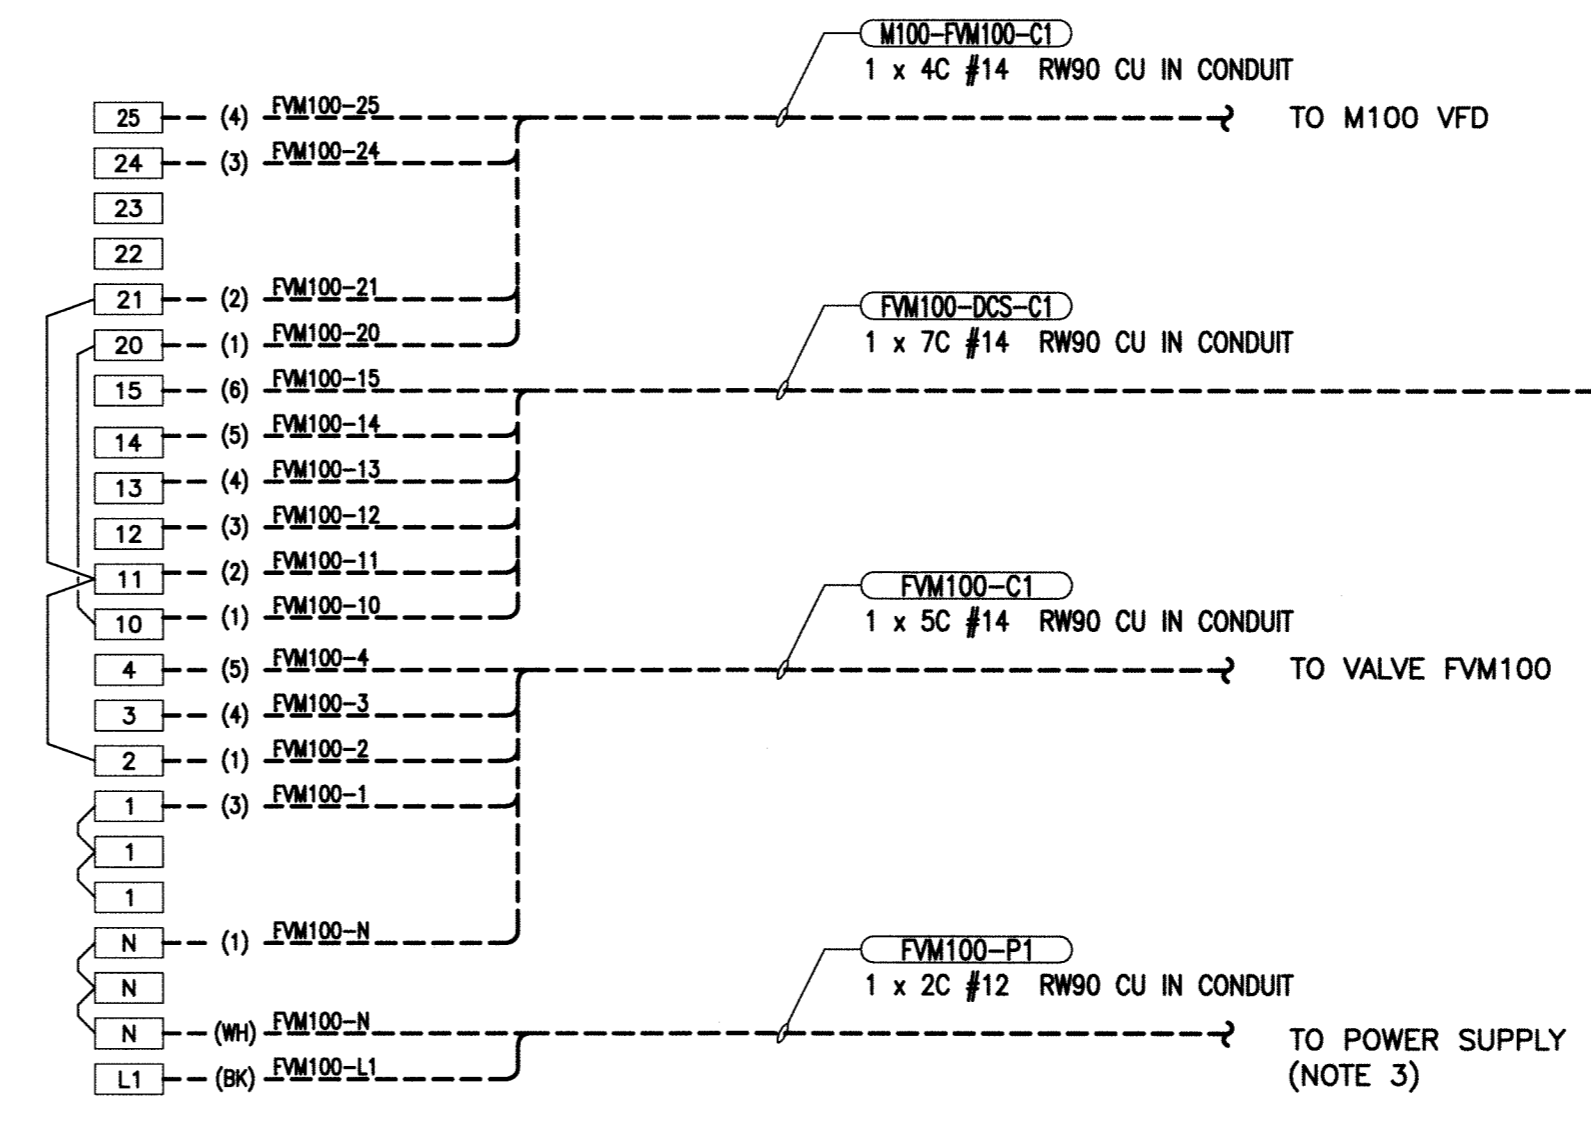 M100-FVM100-C1
1 x 4C #14 RW90 CU IN CONDUIT
25 (4) FVM100-25 TO M100 VFD
24 (3) FVM100-24
23
22
21 (2) FVM100-21
FVM100-DCS-C1
20 (1) FVM100-20 1 x 7C #14 RW90 CU IN CONDUIT
15 (6) FVM100-15
14 (5) FVM100-14
13 (4) FVM100-13
12 (3) FVM100-12
11 (2) FVM100-11
FVM100-C1
10 (1) FVM100-10 1 x 5C #14 RW90 CU IN CONDUIT
4 (5) FVM100-4 TO VALVE FVM100
3 (4) FVM100-3
2 (1) FVM100-2
1 (3) FVM100-1
1
1
N (1) FVM100-N
FVM100-P1
N 1 x 2C #12 RW90 CU IN CONDUIT
N (WH) FVM100-N TO POWER SUPPLY
L1 (BK) FVM100-L1 (NOTE 3)